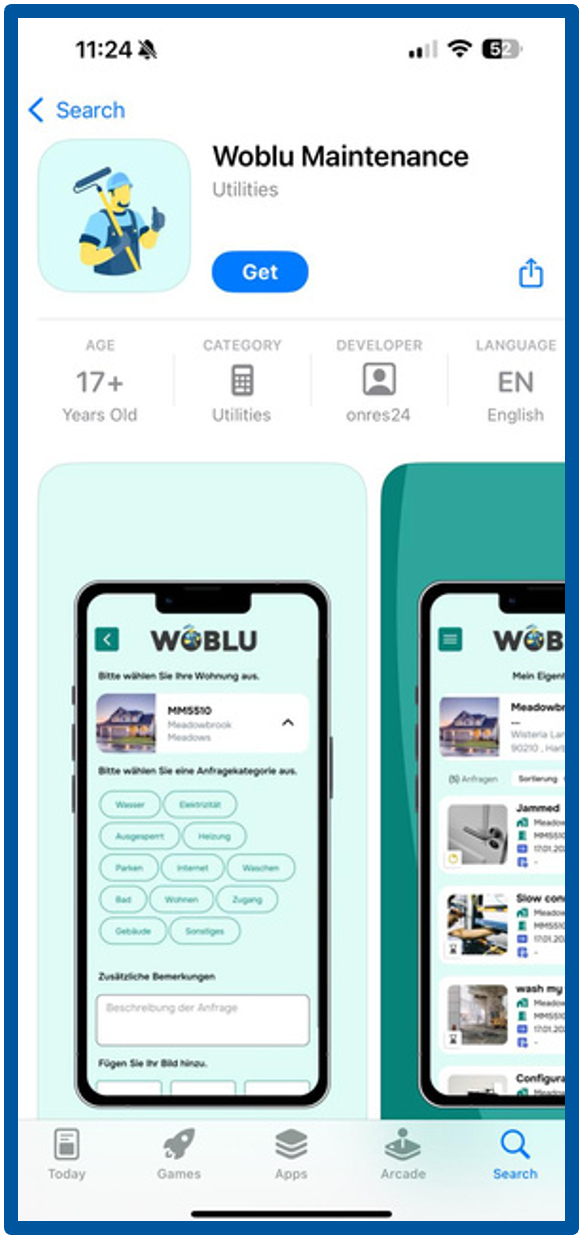 11:24
52
Search
Woblu Maintenance
Utilities
Get
AGE
17+
Years Old
CATEGORY
Utilities
DEVELOPER
onres24
LANGUAGE
EN
English
WOBLU
Bitte wählen Sie Ihre Wohnung aus.
MM5510
Meadowbrook
Meadows
Bitte wählen Sie eine Anfragekategorie aus.
Wasser Elektrizität
Ausgesperrt Heizung
Parken Internet Waschen
Bad Wohnen Zugang
Gebäude Sonstiges
Zusätzliche Bemerkungen
Beschreibung der Anfrage
Fügen Sie Ihr Bild hinzu.
WOB
Mein Eigent
Meadowbr
...
Wisteria Lan
90210 , Hart
(5) Anfragen Sortierung
Jammed
Meadow
MM5510
17.01.202
-
Slow con
Meadow
MM5510
17.01.202
-
wash my
Meadow
MM5510
17.01.202
-
Configura
Meadow
Today
Games
Apps
Arcade
Search